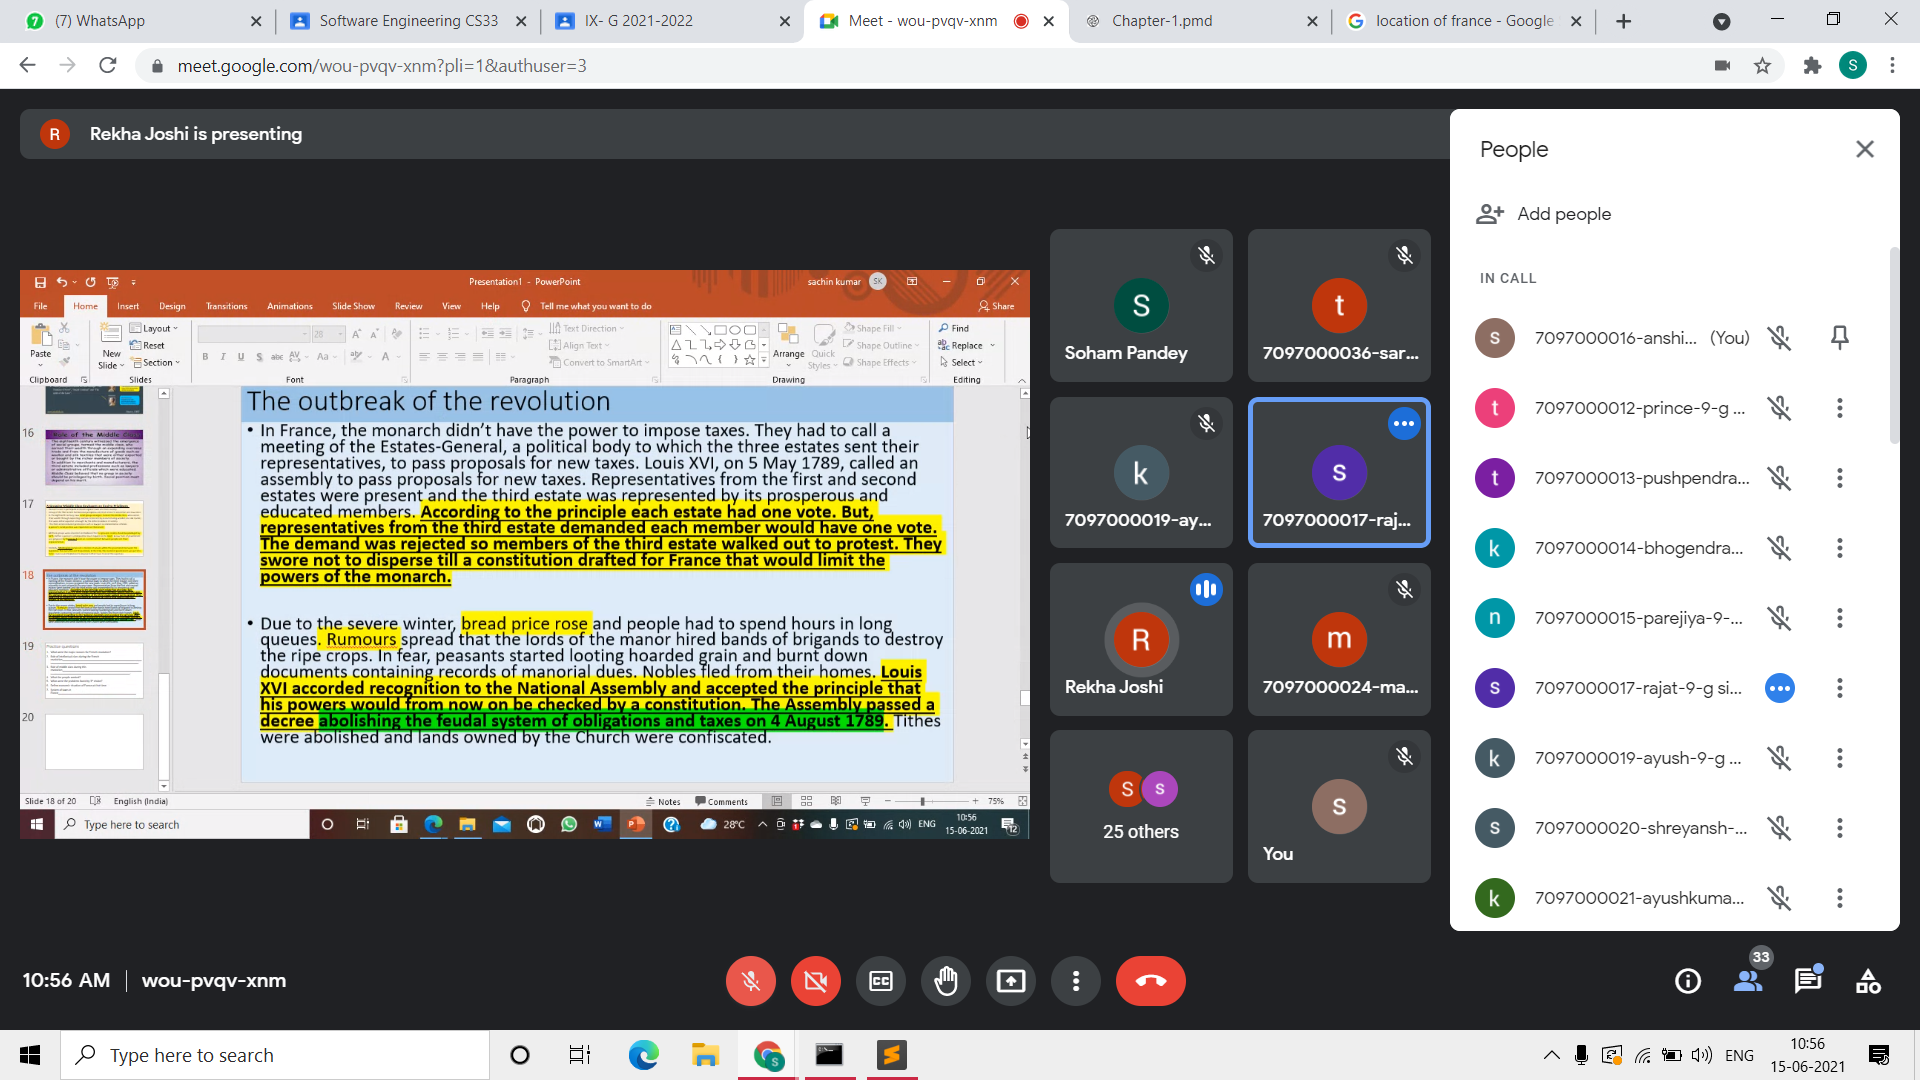 (7) WhatsApp
Software Engineering CS33
IX- G 2021-2022
Meet - wou-pvqv-xnm
Chapter-1.pmd
location of france - Google
meet.google.com/wou-pvqv-xnm?pli=1&authuser=3
S
R Rekha Joshi is presenting
Presentation1 - PowerPoint
sachin kumar SK
File Home Insert Design Transitions Animations Slide Show Review View Help Tell me what you want to do Share
Paste
New
Slide
Layout
Reset
Section
28
Text Direction
Align Text
Convert to SmartArt
Arrange
Quick
Styles
Shape Fill
Shape Outline
Shape Effects
Find
Replace
Select
Clipboard Slides Font Paragraph Drawing Editing
16
17
18
19
20
The outbreak of the revolution
• In France, the monarch didn't have the power to impose taxes. They had to call a
meeting of the Estates-General, a political body to which the three estates sent their
representatives, to pass proposals for new taxes. Louis XVI, on 5 May 1789, called an
assembly to pass proposals for new taxes. Representatives from the first and second
estates were present and the third estate was represented by its prosperous and
educated members. According to the principle each estate had one vote. But,
representatives from the third estate demanded each member would have one vote.
The demand was rejected so members of the third estate walked out to protest. They
swore not to disperse till a constitution drafted for France that would limit the
powers of the monarch.
• Due to the severe winter, bread price rose and people had to spend hours in long
queues. Rumours spread that the lords of the manor hired bands of brigands to destroy
the ripe crops. In fear, peasants started looting hoarded grain and burnt down
documents containing records of manorial dues. Nobles fled from their homes. Louis
XVI accorded recognition to the National Assembly and accepted the principle that
his powers would from now on be checked by a constitution. The Assembly passed a
decree abolishing the feudal system of obligations and taxes on 4 August 1789. Tithes
were abolished and lands owned by the Church were confiscated.
Slide 18 of 20 English (India) Notes Comments 75%
Type here to search
28°C
ENG
10:56
15-06-2021
12
S
Soham Pandey
t
7097000036-sar...
k
7097000019-ay...
s
7097000017-raj...
R
Rekha Joshi
m
7097000024-ma...
S s
25 others
s
You
People
Add people
IN CALL
s 7097000016-anshi... (You)
t 7097000012-prince-9-g ...
t 7097000013-pushpendra...
k 7097000014-bhogendra...
n 7097000015-parejiya-9-...
s 7097000017-rajat-9-g si...
k 7097000019-ayush-9-g ...
s 7097000020-shreyansh-...
k 7097000021-ayushkuma...
10:56 AM | wou-pvqv-xnm
33
Type here to search
ENG
10:56
15-06-2021